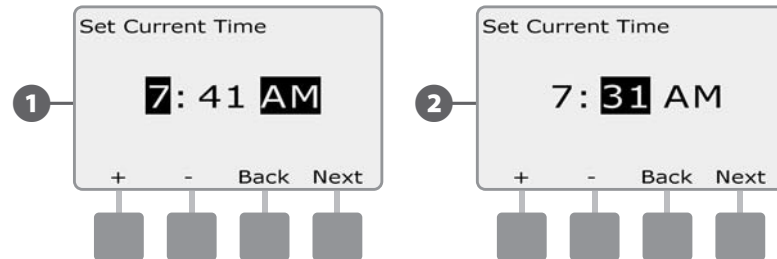 Set Current Time
1
7: 41 AM
+ - Back Next
Set Current Time
2
7: 31 AM
+ - Back Next